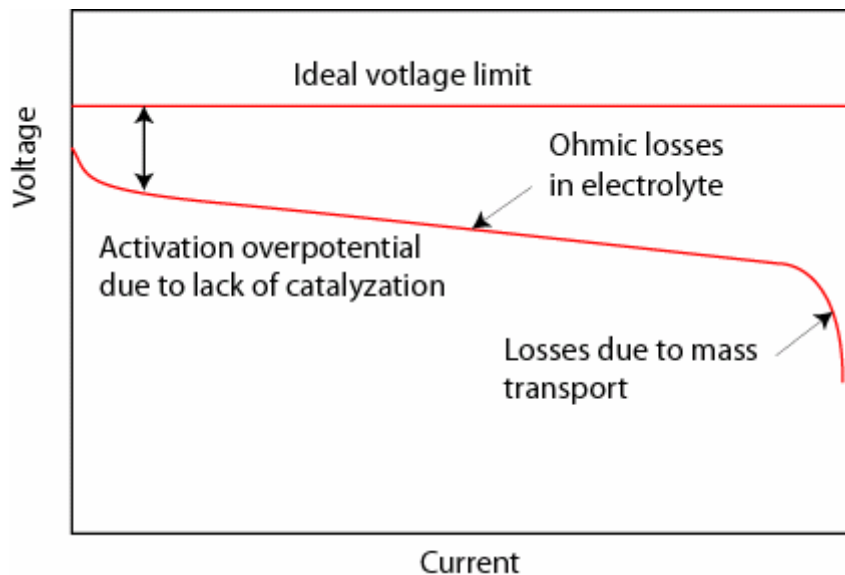 Ideal votlage limit
Voltage
Ohmic losses
in electrolyte
Activation overpotential
due to lack of catalyzation
Losses due to mass
transport
Current